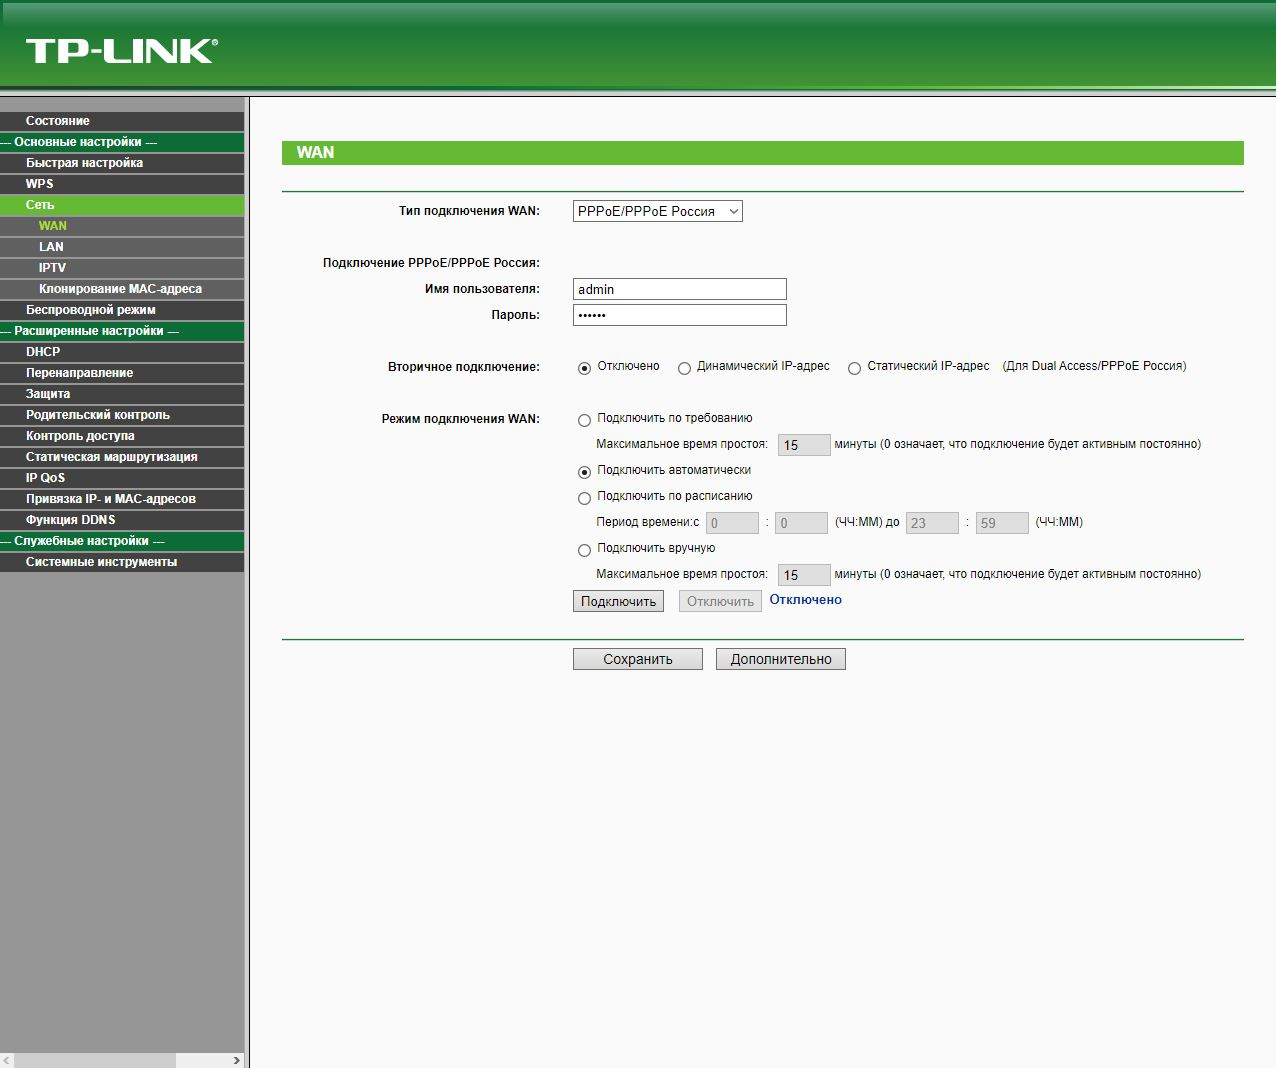 TP-LINK®
Состояние
--- Основные настройки ---
Быстрая настройка
WPS
Сеть
WAN
LAN
IPTV
Клонирование MAC-адреса
Беспроводной режим
--- Расширенные настройки ---
DHCP
Перенаправление
Защита
Родительский контроль
Контроль доступа
Статическая маршрутизация
IP QoS
Привязка IP- и MAC-адресов
Функция DDNS
--- Служебные настройки ---
Системные инструменты
WAN
Тип подключения WAN: PPPoE/PPPoE Россия
Подключение PPPoE/PPPoE Россия:
Имя пользователя: admin
Пароль: ••••••
Вторичное подключение: Отключено Динамический IP-адрес Статический IP-адрес (Для Dual Access/PPPoE Россия)
Режим подключения WAN: Подключить по требованию
Максимальное время простоя: 15 минуты (0 означает, что подключение будет активным постоянно)
Подключить автоматически
Подключить по расписанию
Период времени:с 0 : 0 (ЧЧ:ММ) до 23 : 59 (ЧЧ:ММ)
Подключить вручную
Максимальное время простоя: 15 минуты (0 означает, что подключение будет активным постоянно)
Подключить Отключить Отключено
Сохранить Дополнительно